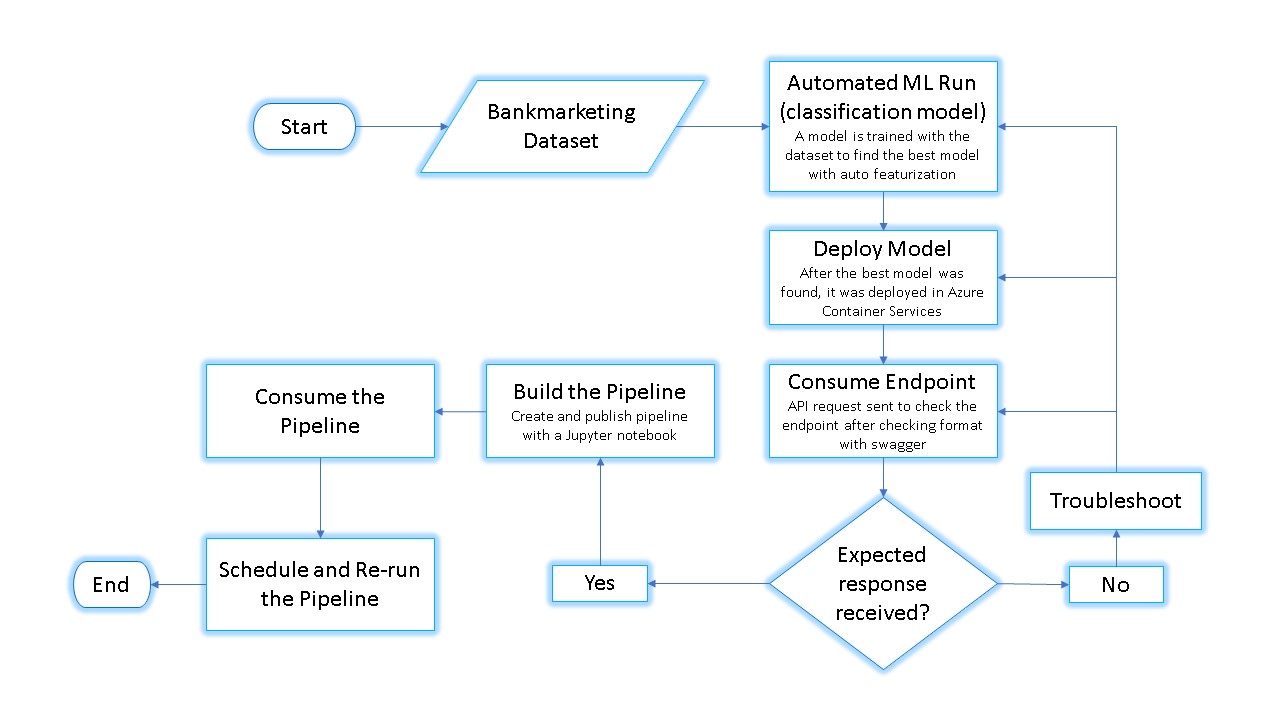 Start
Bankmarketing
Dataset
Automated ML Run
(classification model)
A model is trained with the
dataset to find the best model
with auto featurization
Deploy Model
After the best model was
found, it was deployed in Azure
Container Services
Consume the
Pipeline
Build the Pipeline
Create and publish pipeline
with a Jupyter notebook
Consume Endpoint
API request sent to check the
endpoint after checking format
with swagger
Troubleshoot
End
Schedule and Re-run
the Pipeline
Yes
Expected
response
received?
No